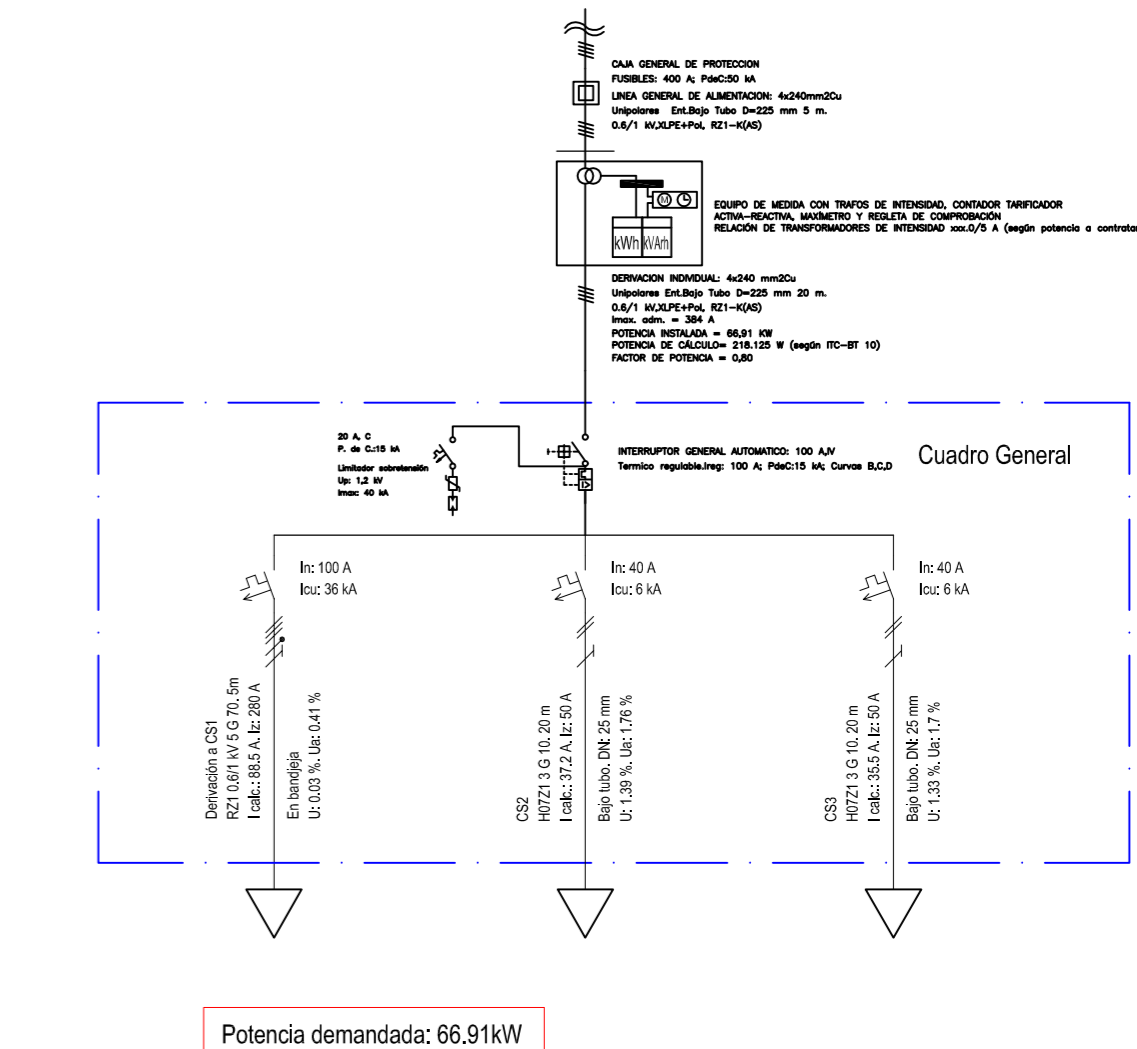 CAJA GENERAL DE PROTECCION
FUSIBLES: 400 A; PdeC:50 kA
LINEA GENERAL DE ALIMENTACION: 4x240mm2Cu
Unipolares Ent.Bajo Tubo D=225 mm 5 m.
0.6/1 kV,XLPE+Pol, RZ1-K(AS)
M
kWh
kVArh
EQUIPO DE MEDIDA CON TRAFOS DE INTENSIDAD, CONTADOR TARIFICADOR
ACTIVA-REACTIVA, MAXÍMETRO Y REGLETA DE COMPROBACIÓN
RELACIÓN DE TRANSFORMADORES DE INTENSIDAD xxx.0/5 A (según potencia a contratar
DERIVACION INDIVIDUAL: 4x240 mm2Cu
Unipolares Ent.Bajo Tubo D=225 mm 20 m.
0.6/1 kV,XLPE+Pol, RZ1-K(AS)
Imax. adm. = 384 A
POTENCIA INSTALADA = 66,91 KW
POTENCIA DE CÁLCULO= 218.125 W (según ITC-BT 10)
FACTOR DE POTENCIA = 0,80
20 A, C
P. de C.:15 kA
Limitador sobretensión
Up: 1,2 kV
Imax: 40 kA
INTERRUPTOR GENERAL AUTOMATICO: 100 A,IV
Termico regulable.Ireg: 100 A; PdeC:15 kA; Curvas B,C,D
Cuadro General
In: 100 A
Icu: 36 kA
In: 40 A
Icu: 6 kA
In: 40 A
Icu: 6 kA
Derivación a CS1
RZ1 0.6/1 kV 5 G 70. 5m
I calc.: 88.5 A. Iz: 280 A
En bandjeja
U: 0.03 %. Ua: 0.41 %
CS2
H07Z1 3 G 10. 20 m
I calc.: 37.2 A. Iz: 50 A
Bajo tubo. DN: 25 mm
U: 1.39 %. Ua: 1.76 %
CS3
H07Z1 3 G 10. 20 m
I calc.: 35.5 A. Iz: 50 A
Bajo tubo. DN: 25 mm
U: 1.33 %. Ua: 1.7 %
Potencia demandada: 66.91kW